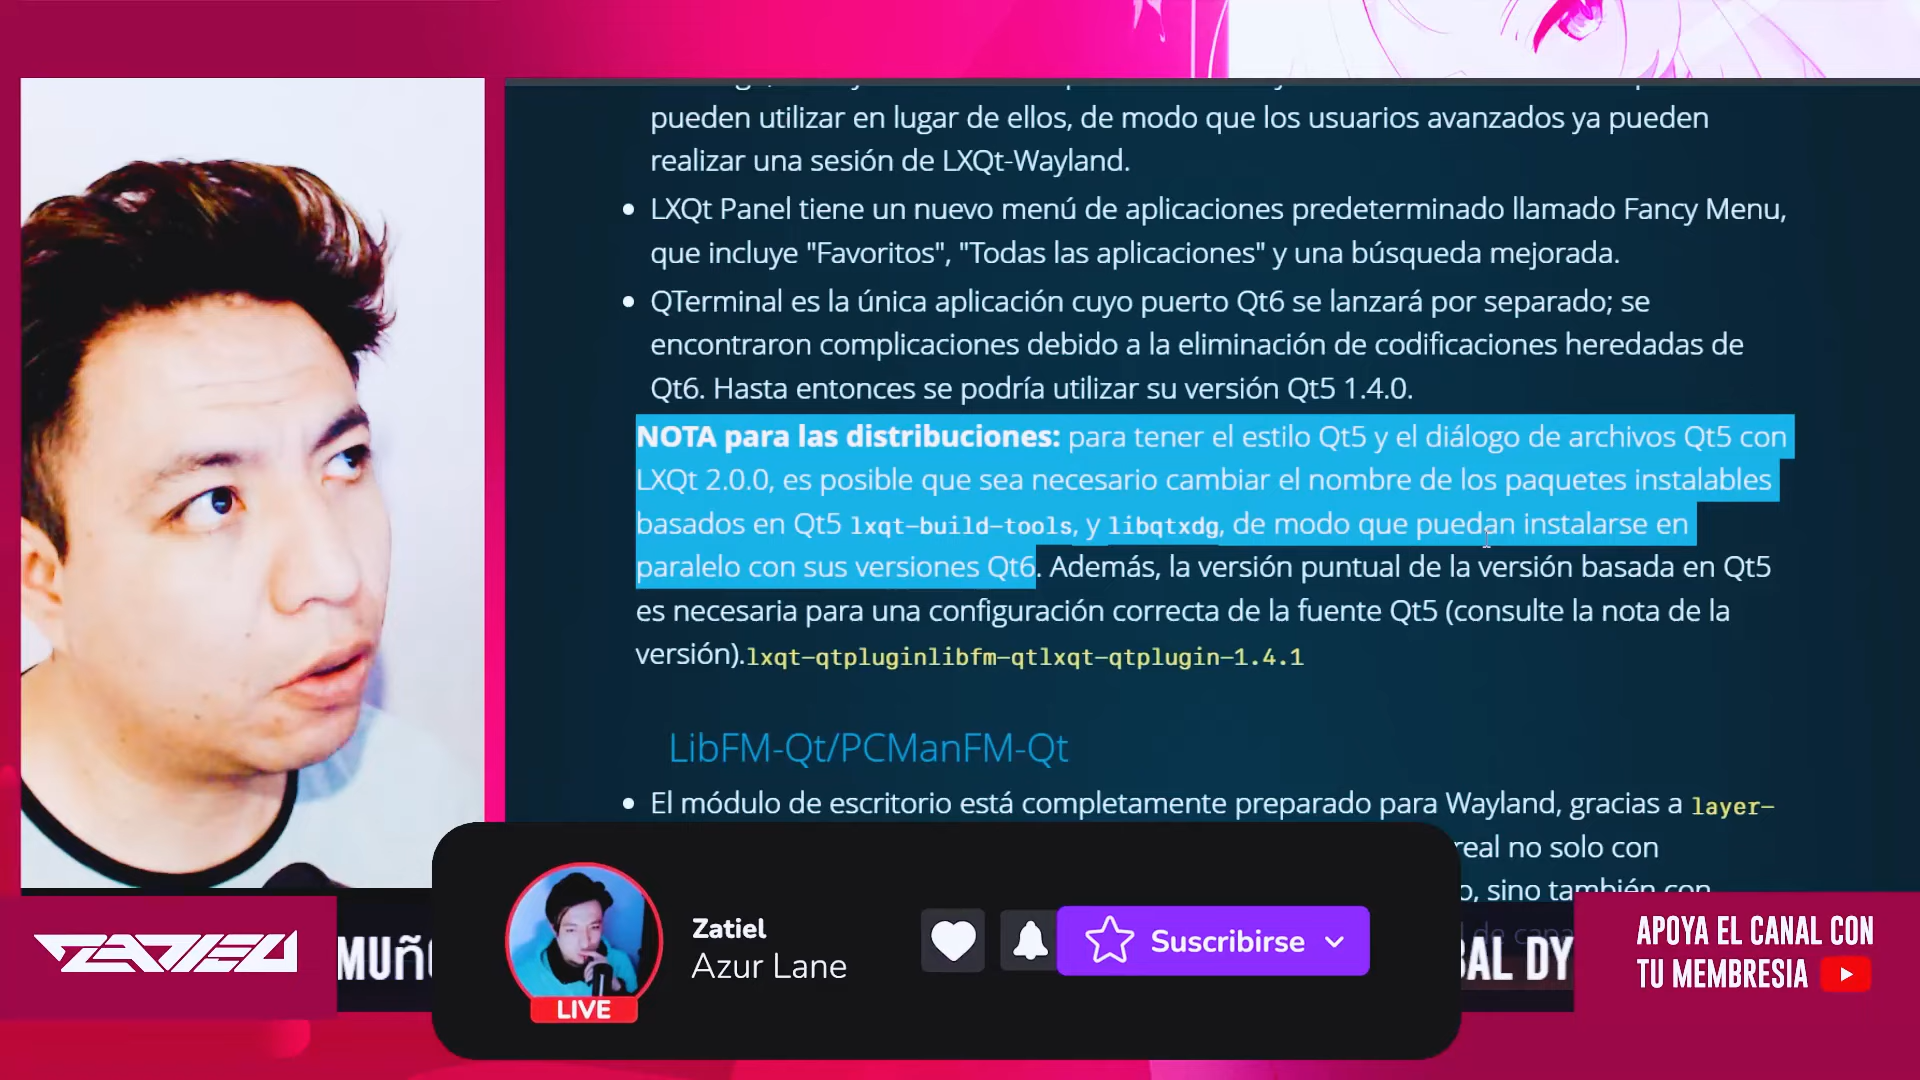 pueden utilizar en lugar de ellos, de modo que los usuarios avanzados ya pueden
realizar una sesión de LXQt-Wayland.
• LXQt Panel tiene un nuevo menú de aplicaciones predeterminado llamado Fancy Menu,
que incluye "Favoritos", "Todas las aplicaciones" y una búsqueda mejorada.
• QTerminal es la única aplicación cuyo puerto Qt6 se lanzará por separado; se
encontraron complicaciones debido a la eliminación de codificaciones heredadas de
Qt6. Hasta entonces se podría utilizar su versión Qt5 1.4.0.
NOTA para las distribuciones: para tener el estilo Qt5 y el diálogo de archivos Qt5 con
LXQt 2.0.0, es posible que sea necesario cambiar el nombre de los paquetes instalables
basados en Qt5 lxqt-build-tools, y libqtxdg, de modo que puedan instalarse en
paralelo con sus versiones Qt6. Además, la versión puntual de la versión basada en Qt5
es necesaria para una configuración correcta de la fuente Qt5 (consulte la nota de la
versión).lxqt-qtpluginlibfm-qtlxqt-qtplugin-1.4.1
LibFM-Qt/PCManFM-Qt
• El módulo de escritorio está completamente preparado para Wayland, gracias a layer-
real no solo con
, sino también con
de
Zatiel
Azur Lane
LIVE
Suscribirse
ZATIEL
MUÑ
BAL DY
APOYA EL CANAL CON
TU MEMBRESIA